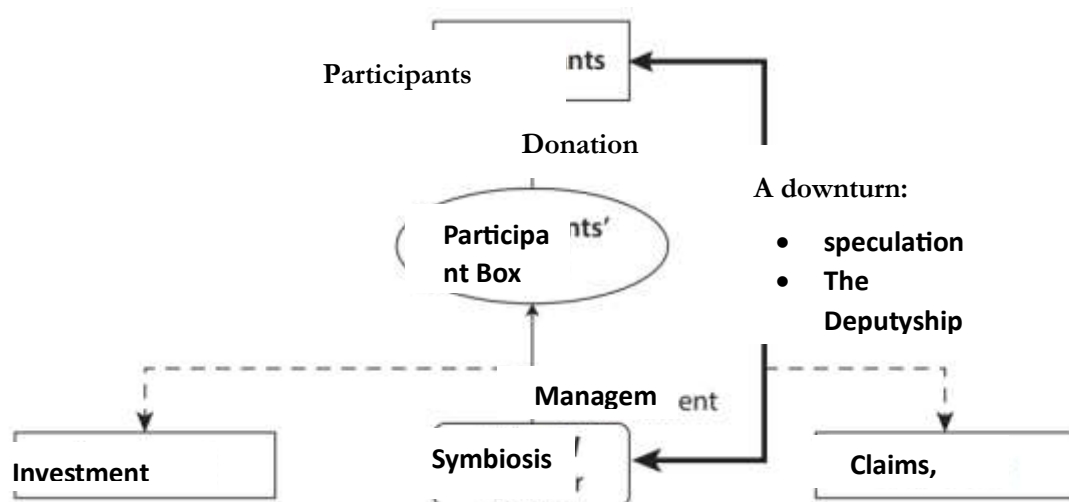 Participants
nts
Donation
A downturn:
Participa
nts’
nt Box
• speculation
• The
Deputyship
Managem
ent
Symbiosis
r
Investment
Claims,